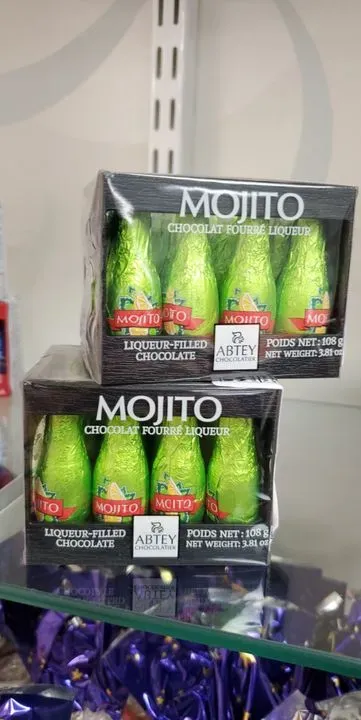 MOJITO
CHOCOLAT FOURRÉ LIQUEUR
MOJITO
MOJITO
MOJITO
LIQUEUR-FILLED
CHOCOLATE
ABTEY
CHOCOLATIER
POIDS NET : 108 g
NET WEIGHT: 3.81 oz
MOJITO
CHOCOLAT FOURRÉ LIQUEUR
JITO
MOJITO
MOJITO
LIQUEUR-FILLED
CHOCOLATE
ABTEY
CHOCOLATIER
POIDS NET : 108 g
NET WEIGHT: 3.81 oz